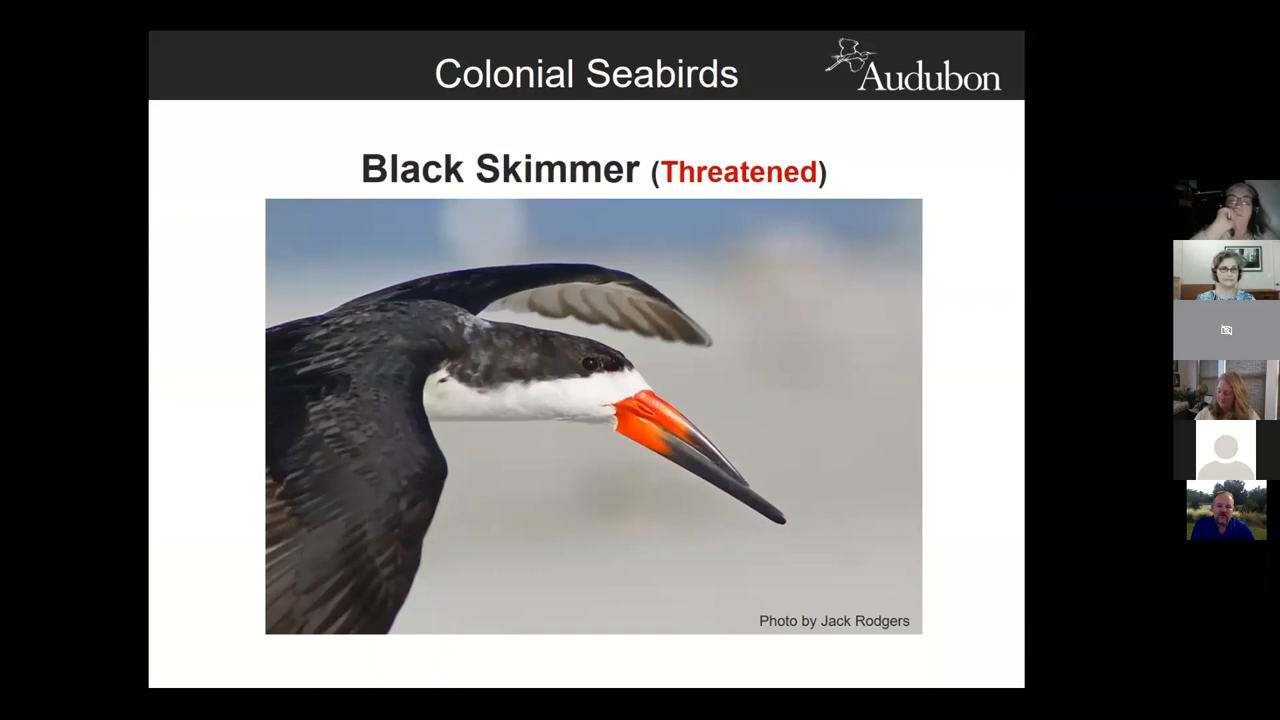 Colonial Seabirds
Audubon
Black Skimmer (Threatened)
Photo by Jack Rodgers